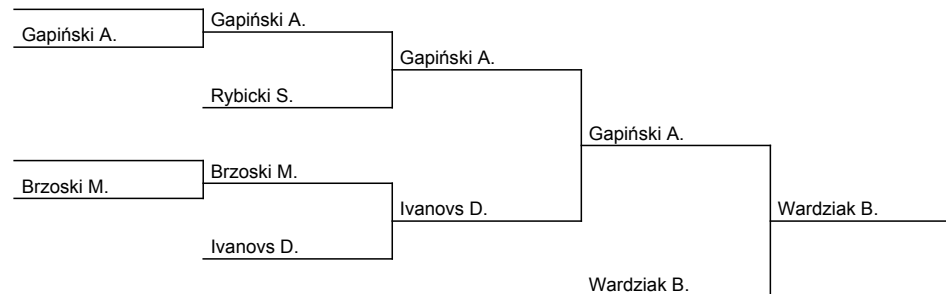 Gapiński A.
Gapiński A.
Gapiński A.
Rybicki S.
Gapiński A.
Brzoski M.
Brzoski M.
Ivanovs D.
Wardziak B.
Ivanovs D.
Wardziak B.